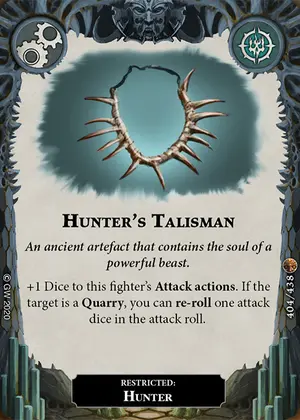 HUNTER'S TALISMAN
An ancient artefact that contains the soul of a
powerful beast.
+1 Dice to this fighter's Attack actions. If the
target is a Quarry, you can re-roll one attack
dice in the attack roll.
© GW 2020
404/438
RESTRICTED:
HUNTER